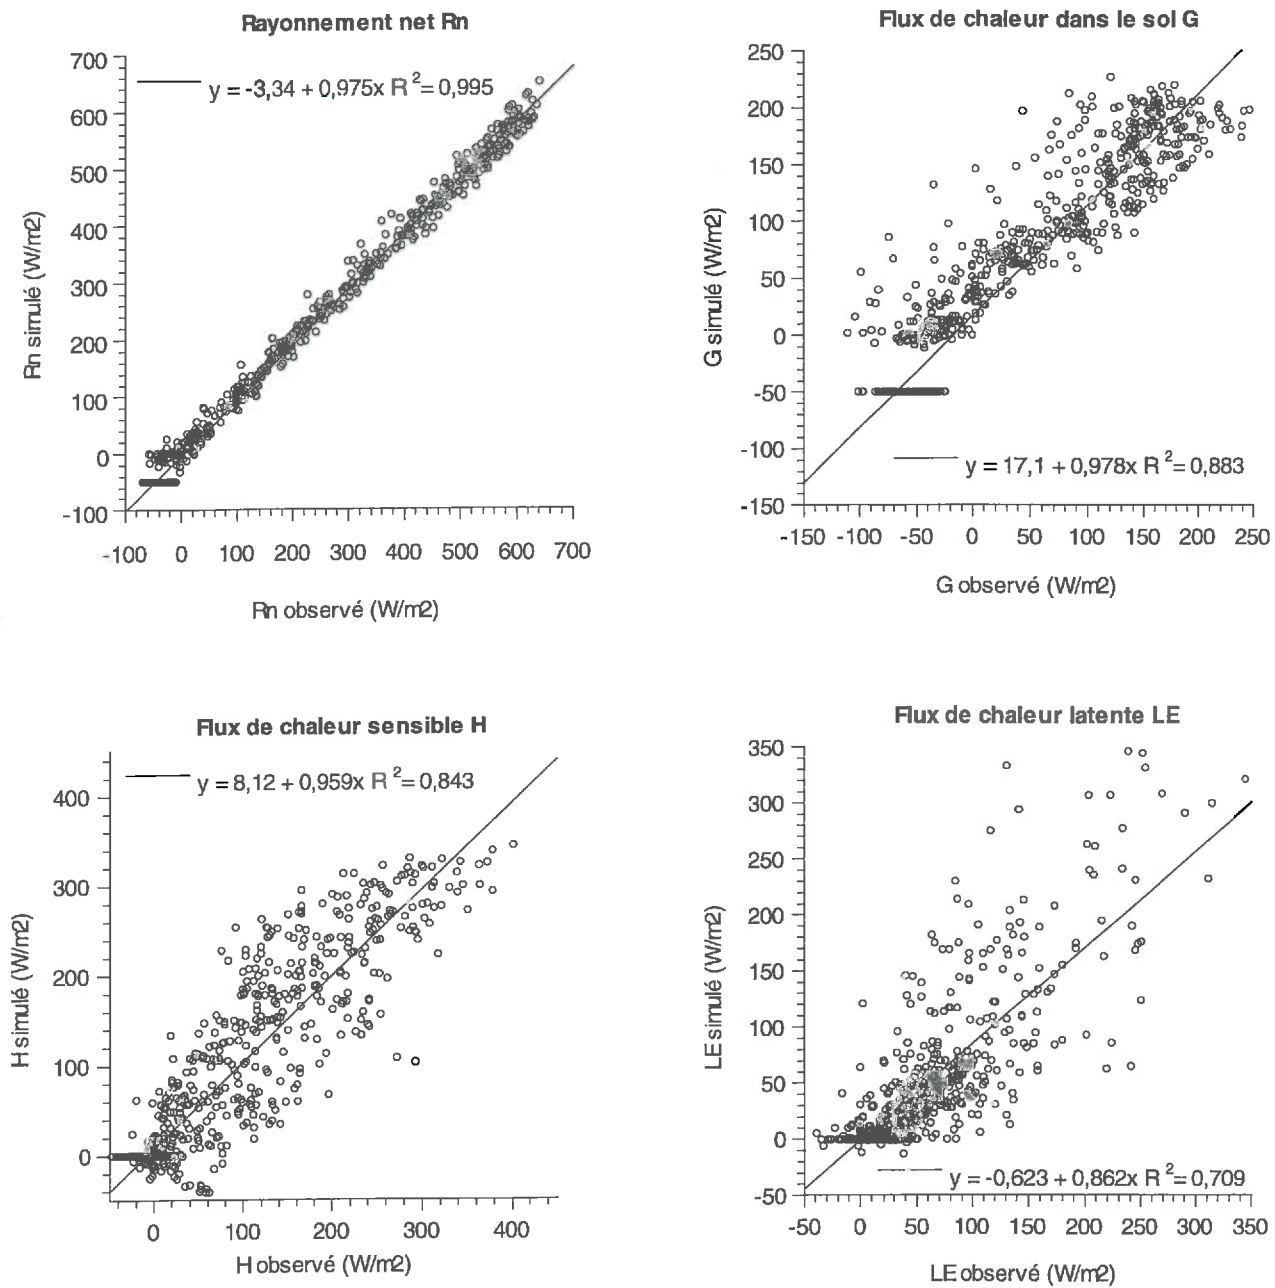 Rayonnement net Rn
y = -3,34 + 0,975x R²= 0,995
700
600
500
400
300
200
100
0
-100
Rn simulé (W/m2)
-100 0 100 200 300 400 500 600 700
Rn observé (W/m2)
Flux de chaleur dans le sol G
250
200
150
100
50
0
-50
-100
-150
G simulé (W/m2)
y = 17,1 + 0,978x R²= 0,883
-150 -100 -50 0 50 100 150 200 250
G observé (W/m2)
Flux de chaleur sensible H
y = 8,12 + 0,959x R²= 0,843
400
300
200
100
0
H simulé (W/m2)
0 100 200 300 400
H observé (W/m2)
Flux de chaleur latente LE
350
300
250
200
150
100
50
0
-50
LE simulé (W/m2)
y = -0,623 + 0,862x R²= 0,709
-50 0 50 100 150 200 250 300 350
LE observé (W/m2)